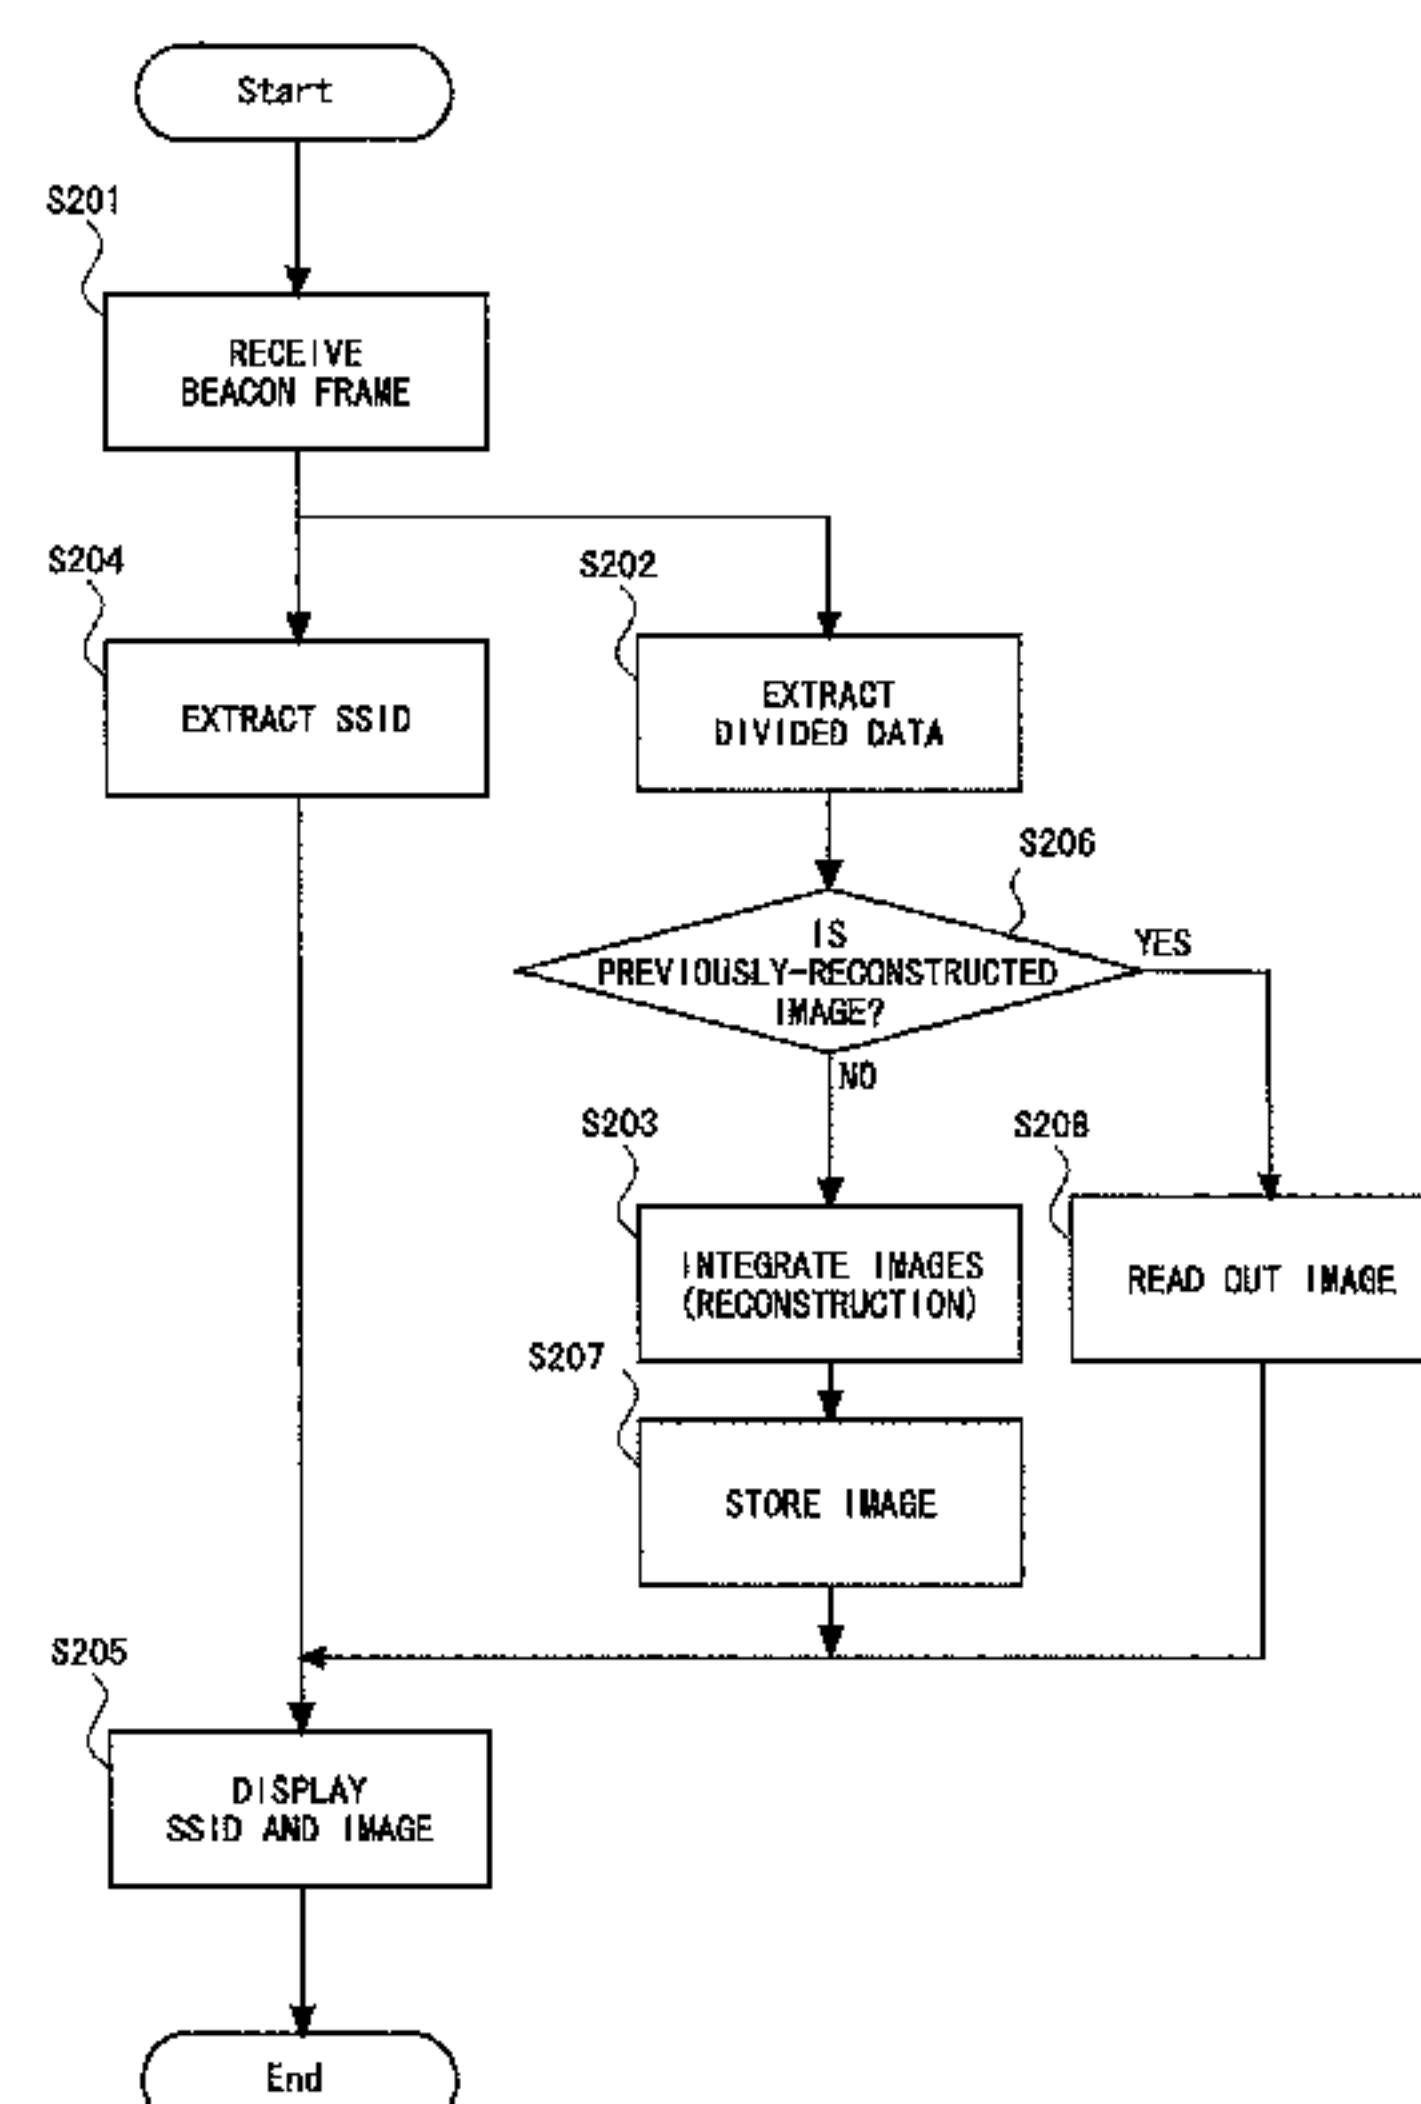 Start
S201
RECEIVE
BEACON FRAME
S204
EXTRACT SSID
S202
EXTRACT
DIVIDED DATA
S206
IS
PREVIOUSLY-RECONSTRUCTED
IMAGE?
YES
NO
S203
INTEGRATE IMAGES
(RECONSTRUCTION)
S208
READ OUT IMAGE
S207
STORE IMAGE
S205
DISPLAY
SSID AND IMAGE
End